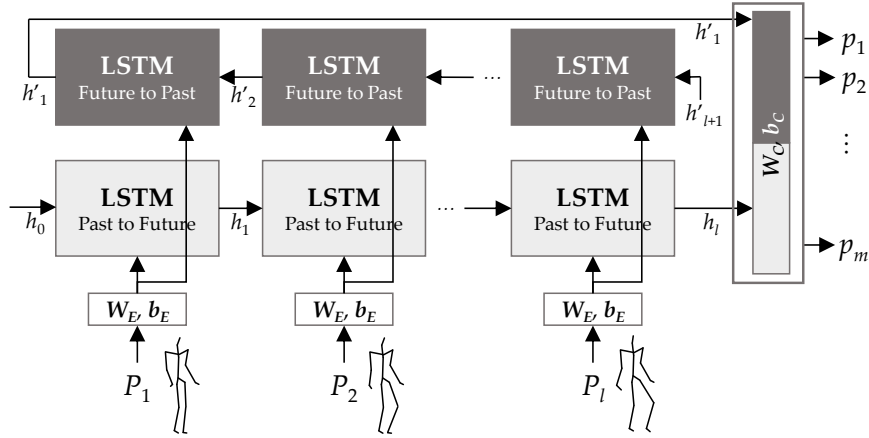 h'1
p1
LSTM
Future to Past
LSTM
Future to Past
...
LSTM
Future to Past
p2
h'1
h'2
h'l+1
WC, bC
⋮
LSTM
Past to Future
LSTM
Past to Future
...
LSTM
Past to Future
h0
h1
hl
pm
WE, bE
WE, bE
WE, bE
P1
P2
Pl